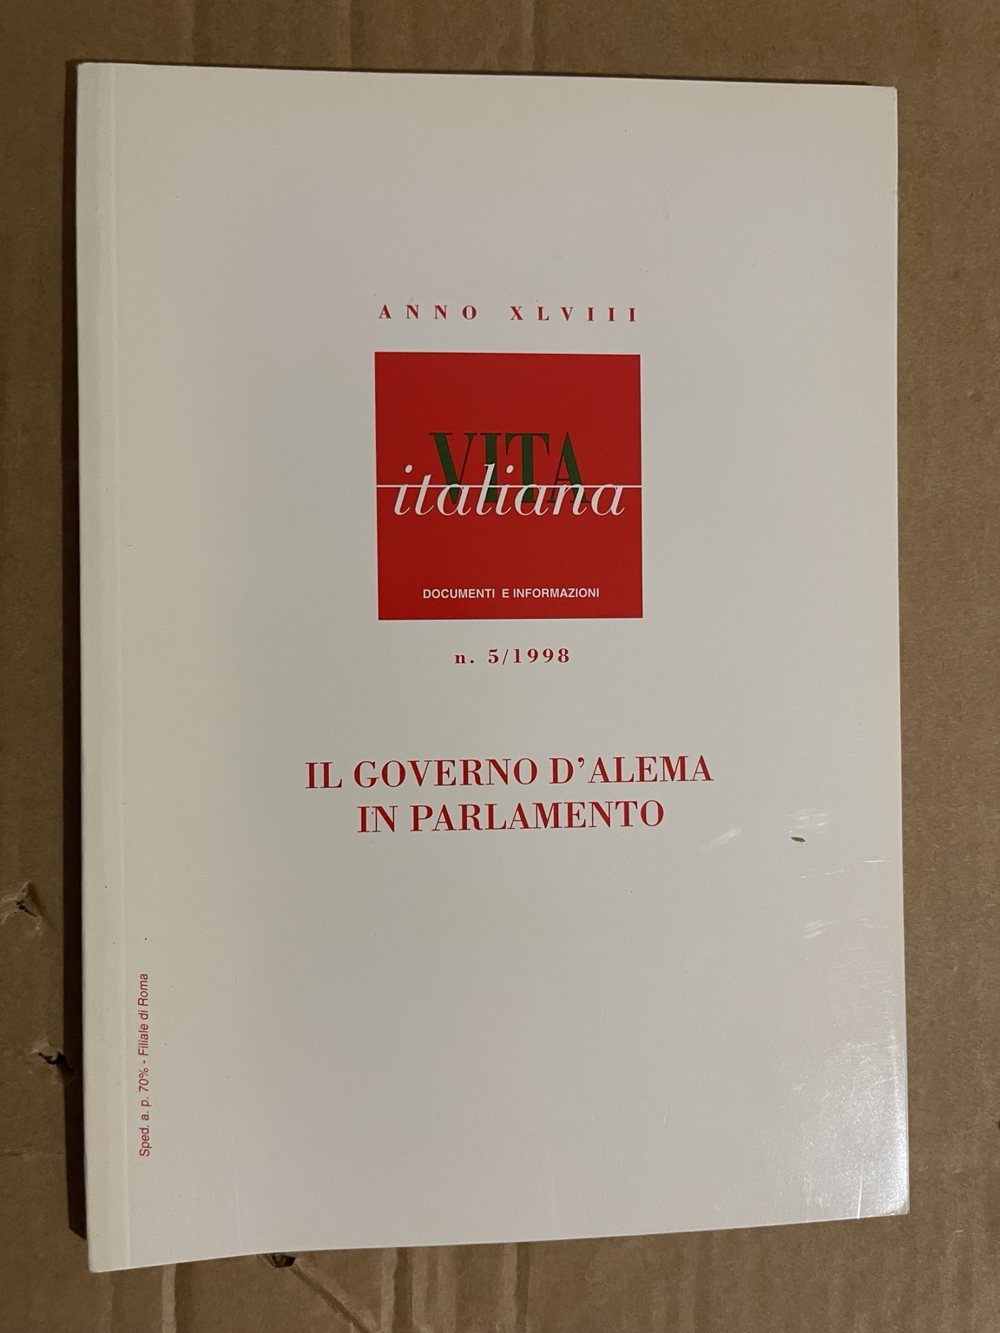 ANNO XLVIII
VITA
italiana
DOCUMENTI E INFORMAZIONI
n. 5/1998
IL GOVERNO D'ALEMA
IN PARLAMENTO
Sped. a. p. 70% - Filiale di Roma